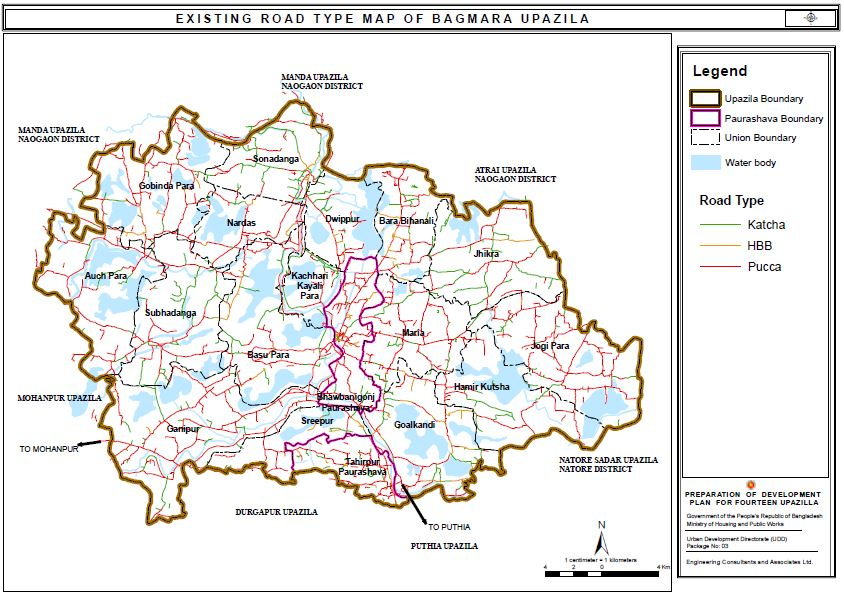 EXISTING ROAD TYPE MAP OF BAGMARA UPAZILA
MANDA UPAZILA
NAOGAON DISTRICT
MANDA UPAZILA
NAOGAON DISTRICT
ATRAI UPAZILA
NAOGAON DISTRICT
Sonadanga
Gobinda Para
Nardas
Dwippur
Bara Bihanali
Jhikra
Auch Para
Kachhari
Kayali
Para
Subhadanga
Maria
Jogi Para
Basu Para
Hamir Kutsha
Bhawbanigonj
Paurashava
MOHANPUR UPAZILA
Sreepur
Goalkandi
Ganipur
TO MOHANPUR
Tahirpur
Paurashava
NATORE SADAR UPAZILA
NATORE DISTRICT
DURGAPUR UPAZILA
TO PUTHIA
PUTHIA UPAZILA
N
1 centimeter = 1 kilometers
4 2 0 4 Km
Legend
Upazila Boundary
Paurashava Boundary
Union Boundary
Water body
Road Type
Katcha
HBB
Pucca
PREPARATION OF DEVELOPMENT
PLAN FOR FOURTEEN UPAZILLA
Government of the People's Republic of Bangladesh
Ministry of Housing and Public Works
Urban Development Directorate (UDD)
Package No: 03
Engineering Consultants and Associates Ltd.